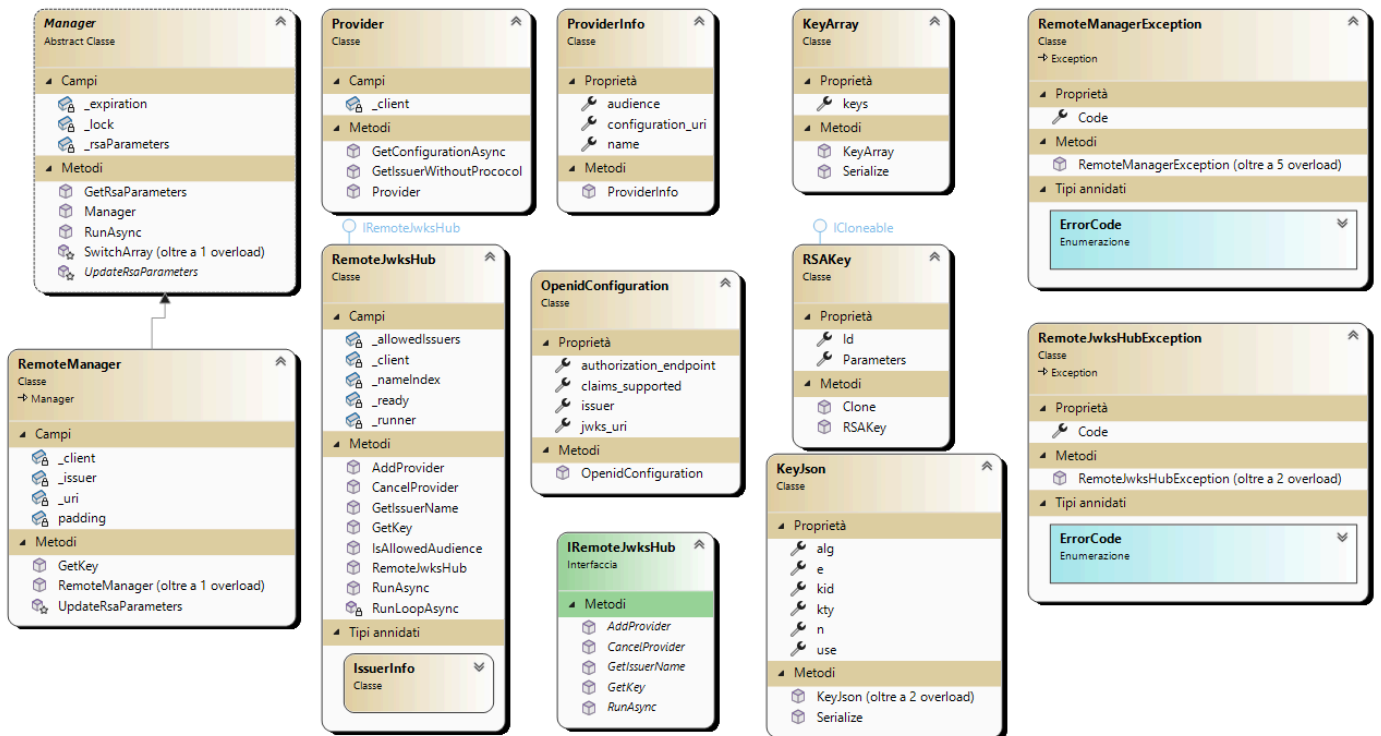 Manager
Abstract Classe
Campi
_expiration
_lock
_rsaParameters
Metodi
GetRsaParameters
Manager
RunAsync
SwitchArray (oltre a 1 overload)
UpdateRsaParameters
RemoteManager
Classe
Manager
Campi
_client
_issuer
_uri
padding
Metodi
GetKey
RemoteManager (oltre a 1 overload)
UpdateRsaParameters
Provider
Classe
Campi
_client
Metodi
GetConfigurationAsync
GetIssuerWithoutPrococol
Provider
IRemoteJwksHub
RemoteJwksHub
Classe
Campi
_allowedIssuers
_client
_nameIndex
_ready
_runner
Metodi
AddProvider
CancelProvider
GetIssuerName
GetKey
IsAllowedAudience
RemoteJwksHub
RunAsync
RunLoopAsync
Tipi annidati
IssuerInfo
Classe
ProviderInfo
Classe
Proprietà
audience
configuration_uri
name
Metodi
ProviderInfo
OpenidConfiguration
Classe
Proprietà
authorization_endpoint
claims_supported
issuer
jwks_uri
Metodi
OpenidConfiguration
IRemoteJwksHub
Interfaccia
Metodi
AddProvider
CancelProvider
GetIssuerName
GetKey
RunAsync
KeyArray
Classe
Proprietà
keys
Metodi
KeyArray
Serialize
ICloneable
RSAKey
Classe
Proprietà
Id
Parameters
Metodi
Clone
RSAKey
KeyJson
Classe
Proprietà
alg
e
kid
kty
n
use
Metodi
KeyJson (oltre a 2 overload)
Serialize
RemoteManagerException
Classe
Exception
Proprietà
Code
Metodi
RemoteManagerException (oltre a 5 overload)
Tipi annidati
ErrorCode
Enumerazione
RemoteJwksHubException
Classe
Exception
Proprietà
Code
Metodi
RemoteJwksHubException (oltre a 2 overload)
Tipi annidati
ErrorCode
Enumerazione